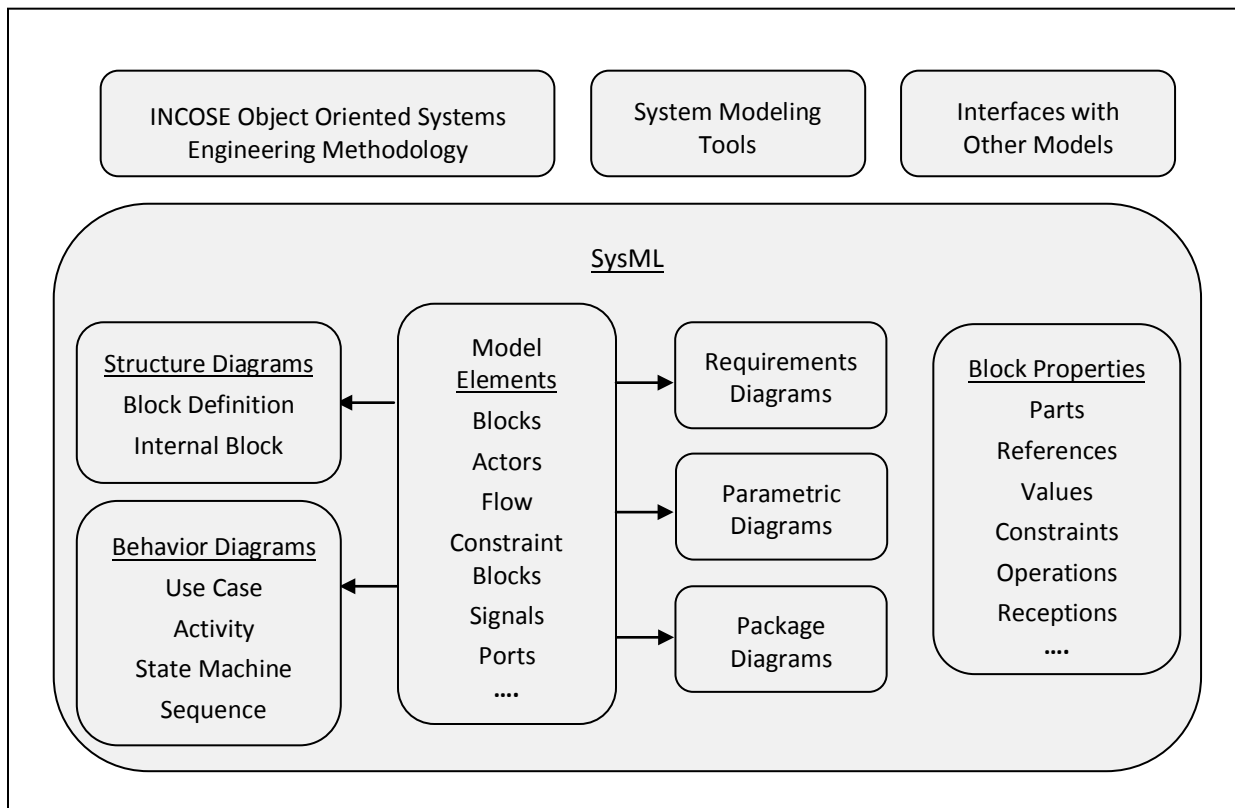 INCOSE Object Oriented Systems
Engineering Methodology
System Modeling
Tools
Interfaces with
Other Models
SysML
Structure Diagrams
Block Definition
Internal Block
Behavior Diagrams
Use Case
Activity
State Machine
Sequence
Model
Elements
Blocks
Actors
Flow
Constraint
Blocks
Signals
Ports
....
Requirements
Diagrams
Parametric
Diagrams
Package
Diagrams
Block Properties
Parts
References
Values
Constraints
Operations
Receptions
....